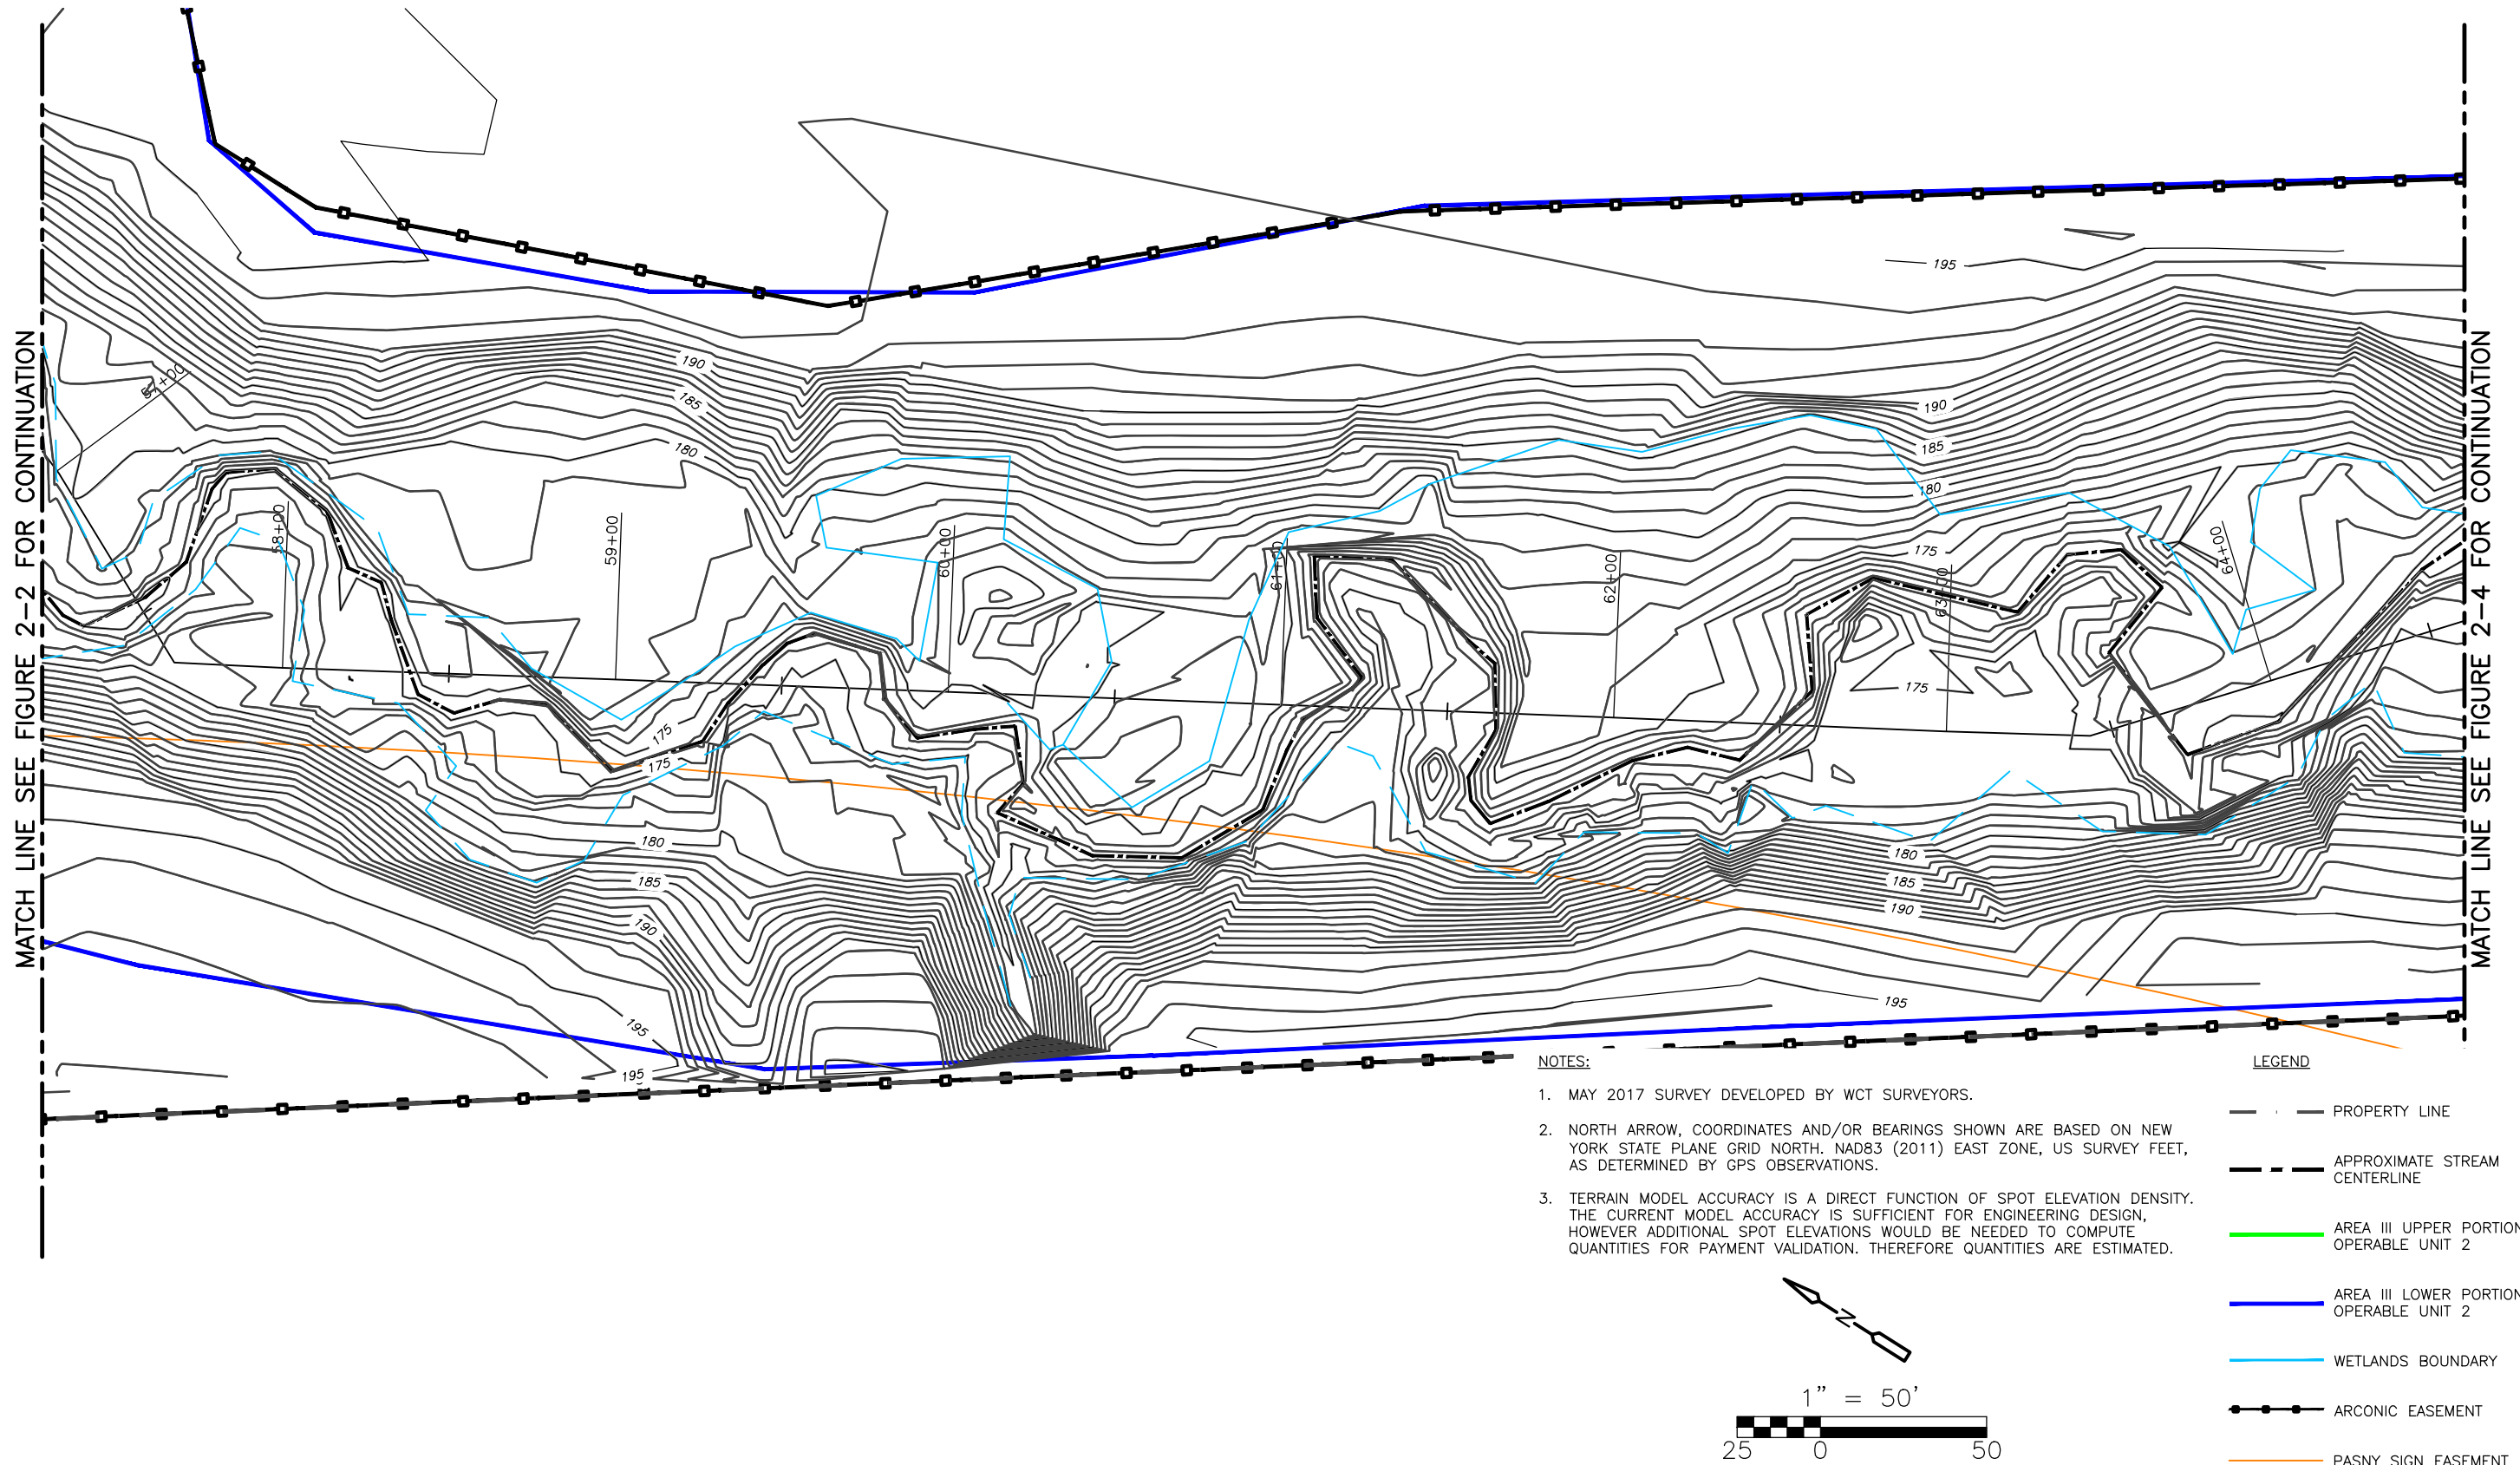 MATCH LINE SEE FIGURE 2-2 FOR CONTINUATION
57+00
58+00
59+00
60+00
61+00
62+00
63+00
64+00
195
190
185
180
190
185
180
175
175
175
175
180
185
190
180
185
190
195
195
195
MATCH LINE SEE FIGURE 2-4 FOR CONTINUATION
NOTES:
1. MAY 2017 SURVEY DEVELOPED BY WCT SURVEYORS.
2. NORTH ARROW, COORDINATES AND/OR BEARINGS SHOWN ARE BASED ON NEW
YORK STATE PLANE GRID NORTH. NAD83 (2011) EAST ZONE, US SURVEY FEET,
AS DETERMINED BY GPS OBSERVATIONS.
3. TERRAIN MODEL ACCURACY IS A DIRECT FUNCTION OF SPOT ELEVATION DENSITY.
THE CURRENT MODEL ACCURACY IS SUFFICIENT FOR ENGINEERING DESIGN,
HOWEVER ADDITIONAL SPOT ELEVATIONS WOULD BE NEEDED TO COMPUTE
QUANTITIES FOR PAYMENT VALIDATION. THEREFORE QUANTITIES ARE ESTIMATED.
N
1" = 50'
25 0 50
LEGEND
PROPERTY LINE
APPROXIMATE STREAM
CENTERLINE
AREA III UPPER PORTION
OPERABLE UNIT 2
AREA III LOWER PORTION
OPERABLE UNIT 2
WETLANDS BOUNDARY
ARCONIC EASEMENT
PASNY SIGN EASEMENT